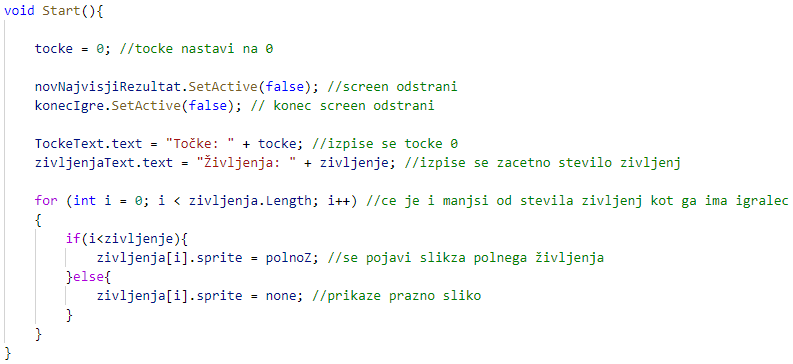 void Start(){
tocke = 0; //tocke nastavi na 0
novNajvisjiRezultat.SetActive(false); //screen odstrani
konecIgre.SetActive(false); // konec screen odstrani
TockeText.text = "Točke: " + tocke; //izpise se tocke 0
zivljenjaText.text = "Življenja: " + zivljenje; //izpise se zacetno stevilo zivljenj
for (int i = 0; i < zivljenja.Length; i++) //ce je i manjsi od stevila zivljenj kot ga ima igralec
{
if(i<zivljenje){
zivljenja[i].sprite = polnoZ; //se pojavi slikza polnega življenja
}else{
zivljenja[i].sprite = none; //prikaze prazno sliko
}
}
}